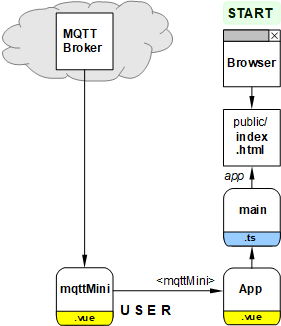 START
MQTT
Broker
Browser
public/
index
.html
app
main
.ts
<mqttMini>
mqttMini
.vue
USER
App
.vue